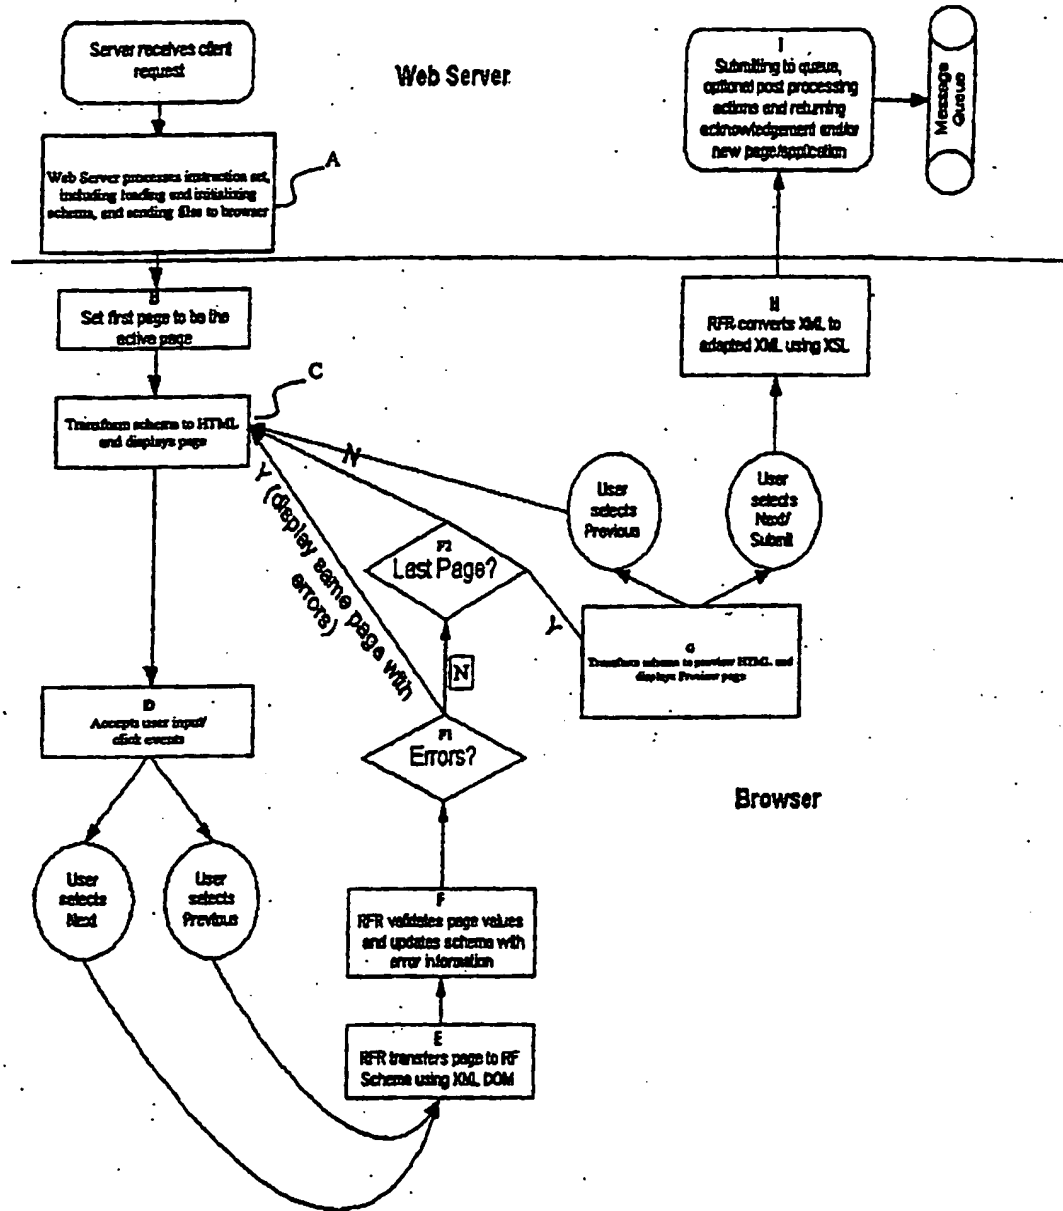 Server receives client
request
Web Server
I
Submitting to queue,
optional post processing
actions and returning
acknowledgement and/or
new page/application
Message
Queue
A
Web Server processes instruction set,
including loading and initializing
schema, and sending files to browser
B
Set first page to be the
active page
H
RFR converts XML to
adapted XML using XSL
C
Transform schema to HTML
and displays page
N
User
selects
Previous
User
selects
Next/
Submit
Y (display same page with
errors)
F2
Last Page?
Y
G
Transform schema to preview HTML and
displays Preview page
N
D
Accepts user input/
click events
F1
Errors?
Browser
User
selects
Next
User
selects
Previous
F
RFR validates page values
and updates schema with
error information
E
RFR transfers page to RF
Schema using XML DOM